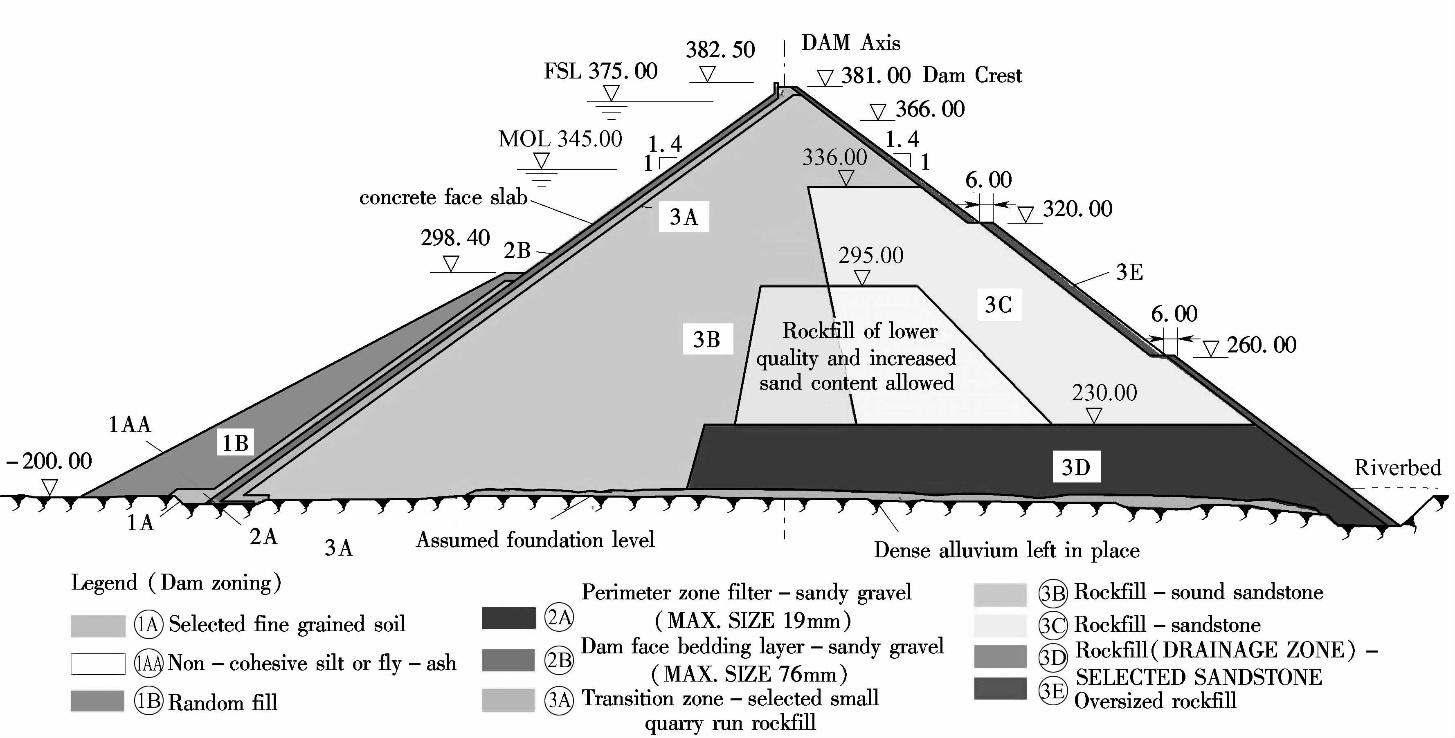 382. 50
DAM Axis
FSL 375. 00
381. 00 Dam Crest
366. 00
MOL 345.00
1. 4
1
1. 4
1
336.00
concrete face slab
6. 00
320. 00
3A
298. 40
2B
295.00
3E
3C
6. 00
3B
Rockfill of lower
quality and increased
sand content allowed
260. 00
230.00
1AA
1B
-200. 00
3D
Riverbed
1A
2A
3A
Assumed foundation level
Dense alluvium left in place
Legend (Dam zoning)
1A Selected fine grained soil
1AA Non - cohesive silt or fly - ash
1B Random fill
Perimeter zone filter - sandy gravel
2A (MAX. SIZE 19mm)
2B Dam face bedding layer - sandy gravel
(MAX. SIZE 76mm)
3A Transition zone - selected small
quarry run rockfill
3B Rockfill - sound sandstone
3C Rockfill - sandstone
3D Rockfill(DRAINAGE ZONE) -
SELECTED SANDSTONE
3E Oversized rockfill